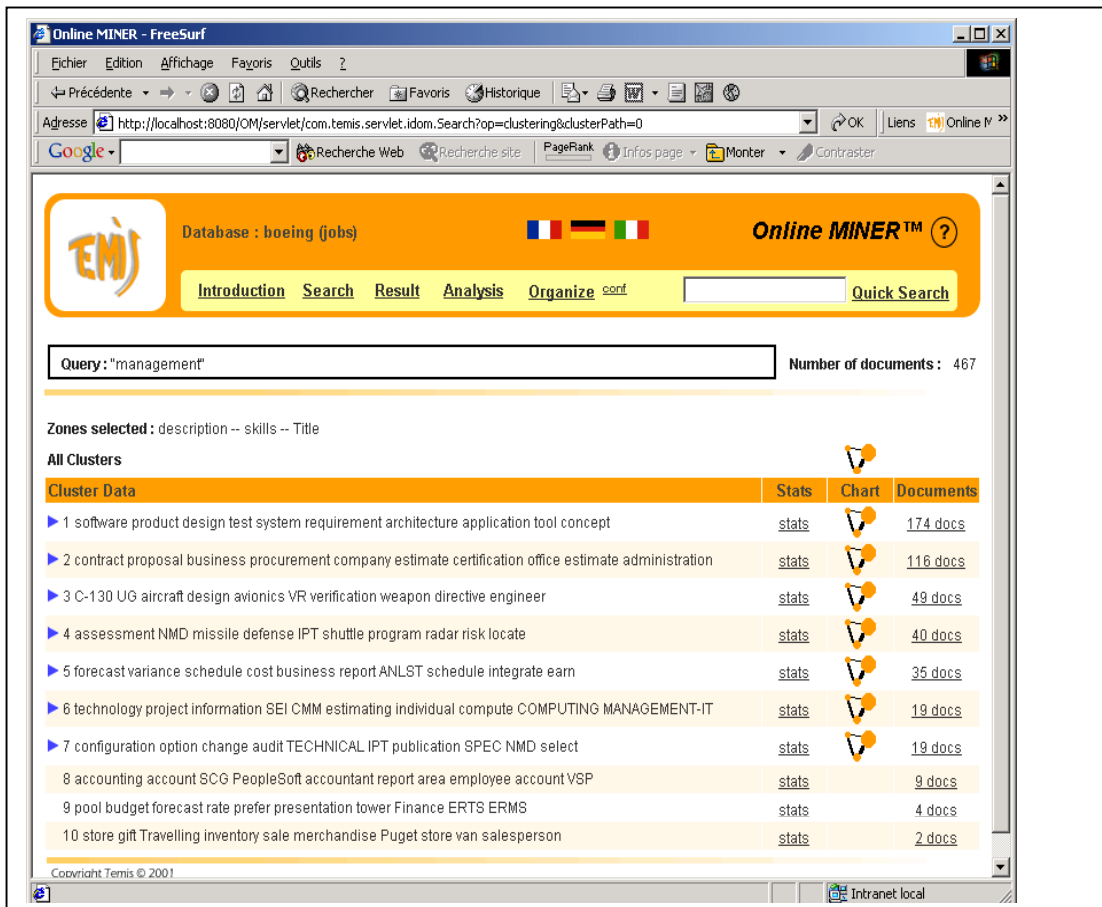 Online MINER - FreeSurf
Fichier Edition Affichage Favoris Outils ?
Précédente Rechercher Favoris Historique
Adresse http://localhost:8080/OM/servlet/com.temis.servlet.idom.Search?op=clustering&clusterPath=0 OK Liens Online M »
Google Recherche Web Recherche site PageRank Infos page Monter Contraster
TEMIS
Database : boeing (jobs) Online MINER™ ?
Introduction Search Result Analysis Organize conf Quick Search
Query : "management" Number of documents : 467
Zones selected : description -- skills -- Title
All Clusters
Cluster Data Stats Chart Documents
1 software product design test system requirement architecture application tool concept stats 174 docs
2 contract proposal business procurement company estimate certification office estimate administration stats 116 docs
3 C-130 UG aircraft design avionics VR verification weapon directive engineer stats 49 docs
4 assessment NMD missile defense IPT shuttle program radar risk locate stats 40 docs
5 forecast variance schedule cost business report ANLST schedule integrate earn stats 35 docs
6 technology project information SEI CMM estimating individual compute COMPUTING MANAGEMENT-IT stats 19 docs
7 configuration option change audit TECHNICAL IPT publication SPEC NMD select stats 19 docs
8 accounting account SCG PeopleSoft accountant report area employee account VSP stats 9 docs
9 pool budget forecast rate prefer presentation tower Finance ERTS ERMS stats 4 docs
10 store gift Travelling inventory sale merchandise Puget store van salesperson stats 2 docs
Copyright Temis © 2001
Intranet local